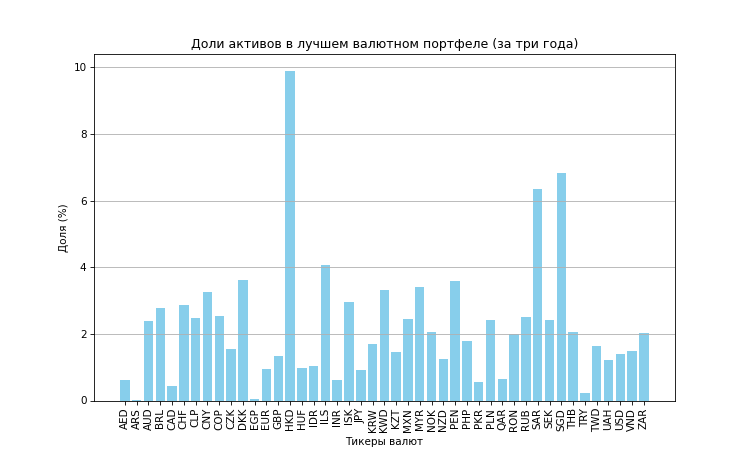 Доли активов в лучшем валютном портфеле (за три года)
10
8
6
4
2
0
Доля (%)
AED ARS AUD BRL CAD CHF CLP CNY COP CZK DKK EGP EUR GBP HKD HUF IDR ILS INR ISK JPY KRW KWD KZT MXN MYR NOK NZD PEN PHP PKR PLN QAR RON RUB SAR SEK SGD THB TRY TWD UAH USD VND ZAR
Тикеры валют